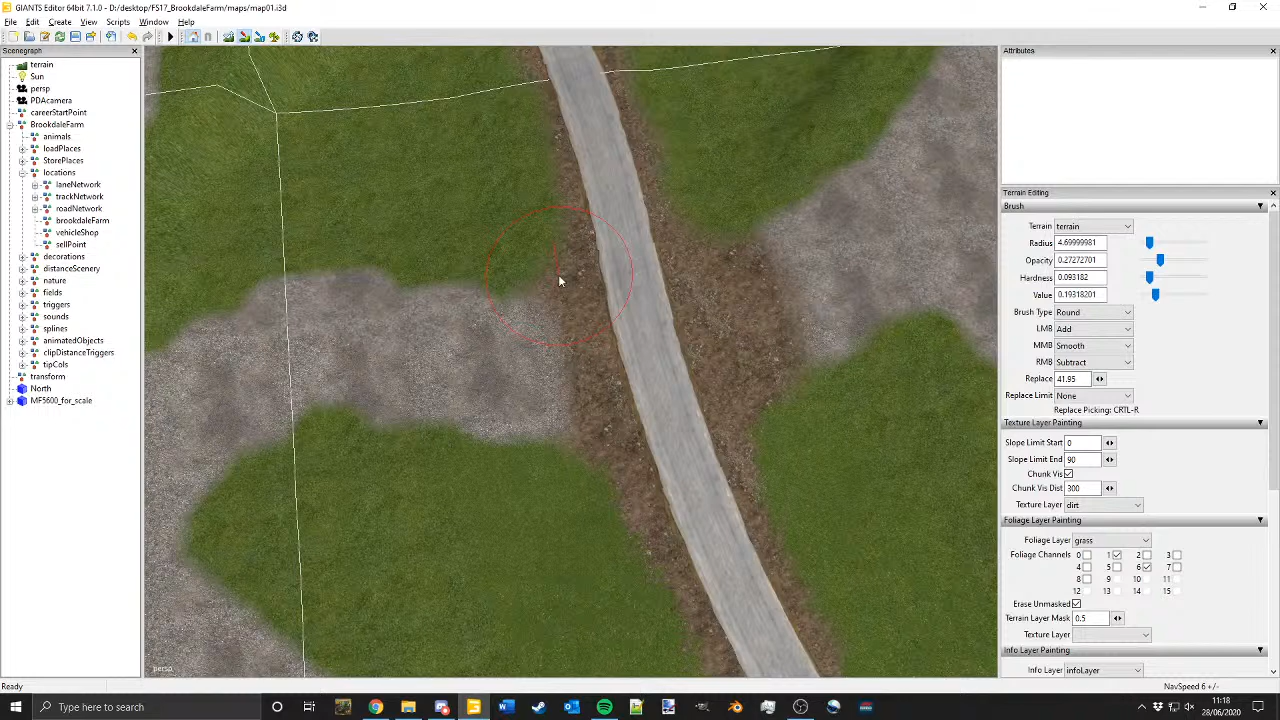 GIANTS Editor 64bit 7.1.0 - D:/desktop/FS17_BrookdaleFarm/maps/map01.i3d
File Edit Create View Scripts Window Help
Scenegraph
terrain
Sun
persp
PDAcamera
careerStartPoint
BrookdaleFarm
animals
loadPlaces
StorePlaces
locations
laneNetwork
trackNetwork
roadNetwork
brookdaleFarm
vehicleShop
sellPoint
decorations
distanceScenery
nature
fields
triggers
sounds
splines
animatedObjects
clipDistanceTriggers
tipCols
transform
North
MF5600_for_scale
persp
Attributes
Terrain Editing
Brush
Terrain terrain
Radius 4.69999981
Opacity 0.27272701
Hardness 0.093182
Value 0.19318201
Brush Type Round
LMB Add
MMB Smooth
RMB Subtract
Replace 41.95
Replace Limit None
Replace Picking: CRTL-R
Texture Layer Painting
Slope Limit Start 0
Slope Limit End 90
Chunk Vis
Chunk Vis Dist 300
Texture Layer dirt
Foliage Layer Painting
Foliage Layer grass
Foliage Channels 0 1 2 3
4 5 6 7
8 9 10 11
12 13 14 15
Erase Unmasked
Terrain Layer Mask 0.5
Texture Layer
Info Layer Painting
Info Layer infoLayer
Ready
NavSpeed 6 +/-
Type here to search
11:18
28/06/2020